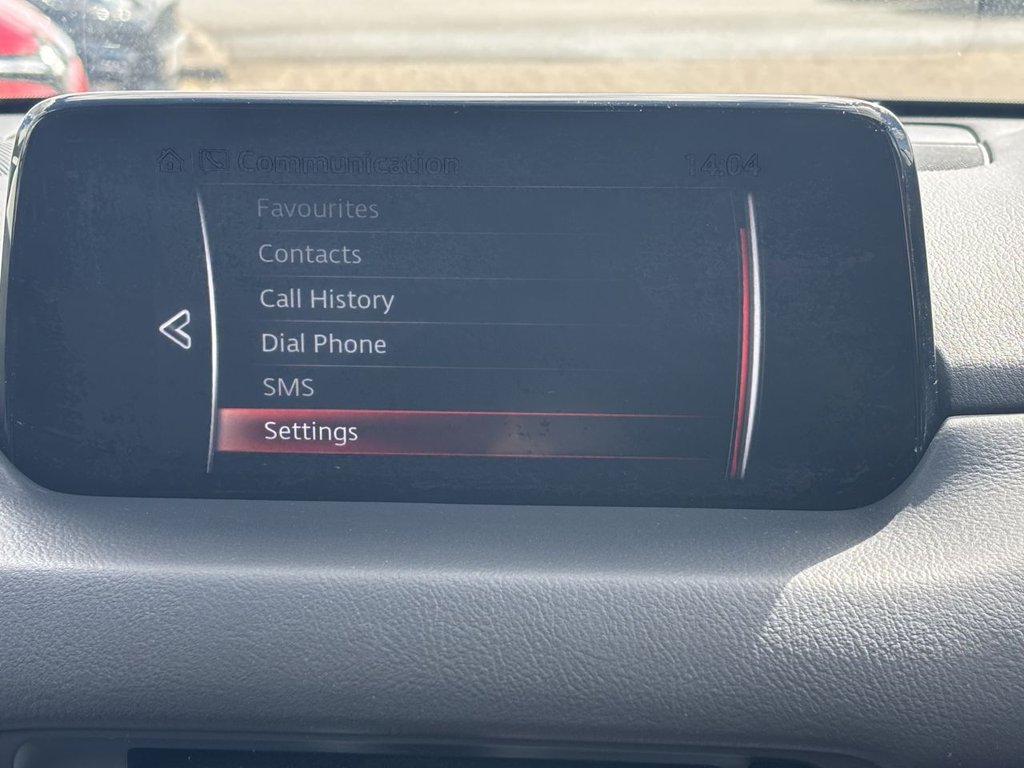 Communication 14:04
Favourites
Contacts
Call History
Dial Phone
SMS
Settings